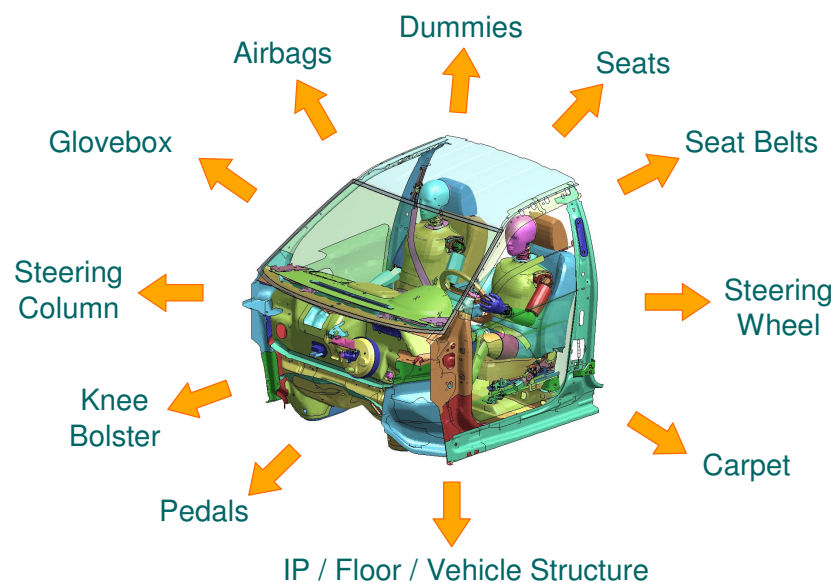 Dummies
Airbags
Seats
Glovebox
Seat Belts
Steering
Column
Steering
Wheel
Knee
Bolster
Carpet
Pedals
IP / Floor / Vehicle Structure